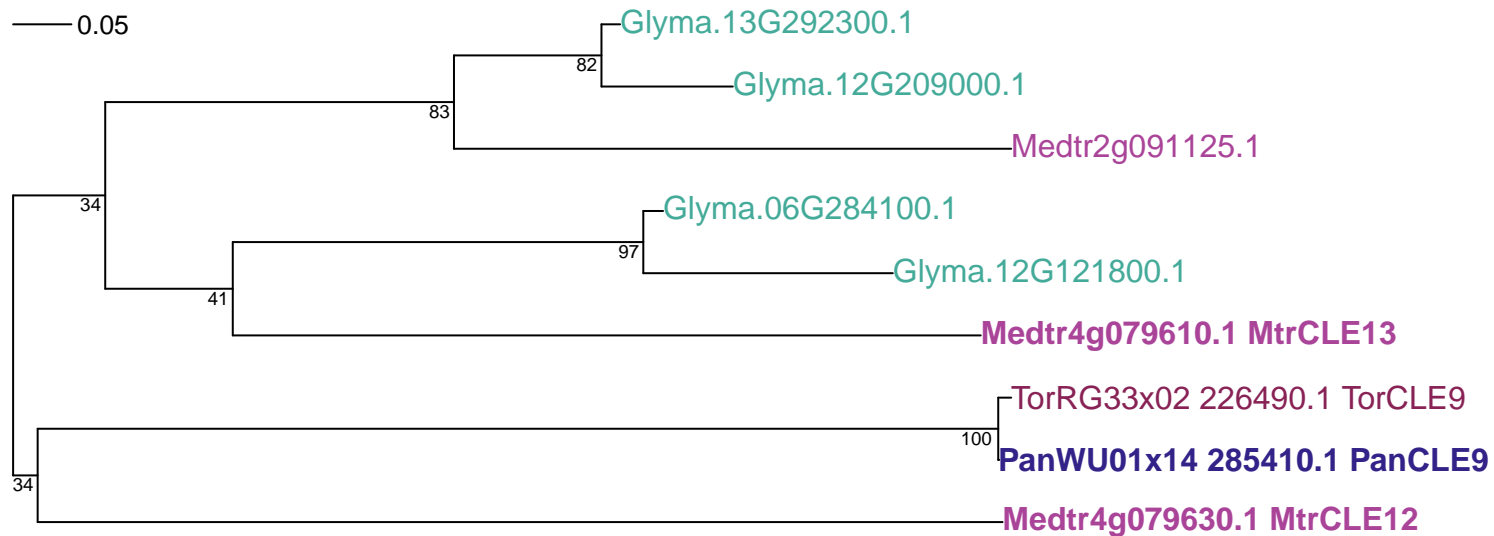 0.05
Glyma.13G292300.1
82
Glyma.12G209000.1
83
Medtr2g091125.1
34
Glyma.06G284100.1
97
Glyma.12G121800.1
41
Medtr4g079610.1 MtrCLE13
TorRG33x02 226490.1 TorCLE9
100
PanWU01x14 285410.1 PanCLE9
34
Medtr4g079630.1 MtrCLE12